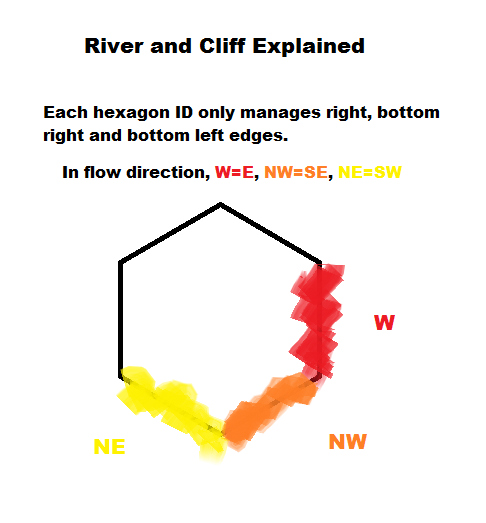 River and Cliff Explained
Each hexagon ID only manages right, bottom
right and bottom left edges.
In flow direction, W=E, NW=SE, NE=SW
W
NW
NE